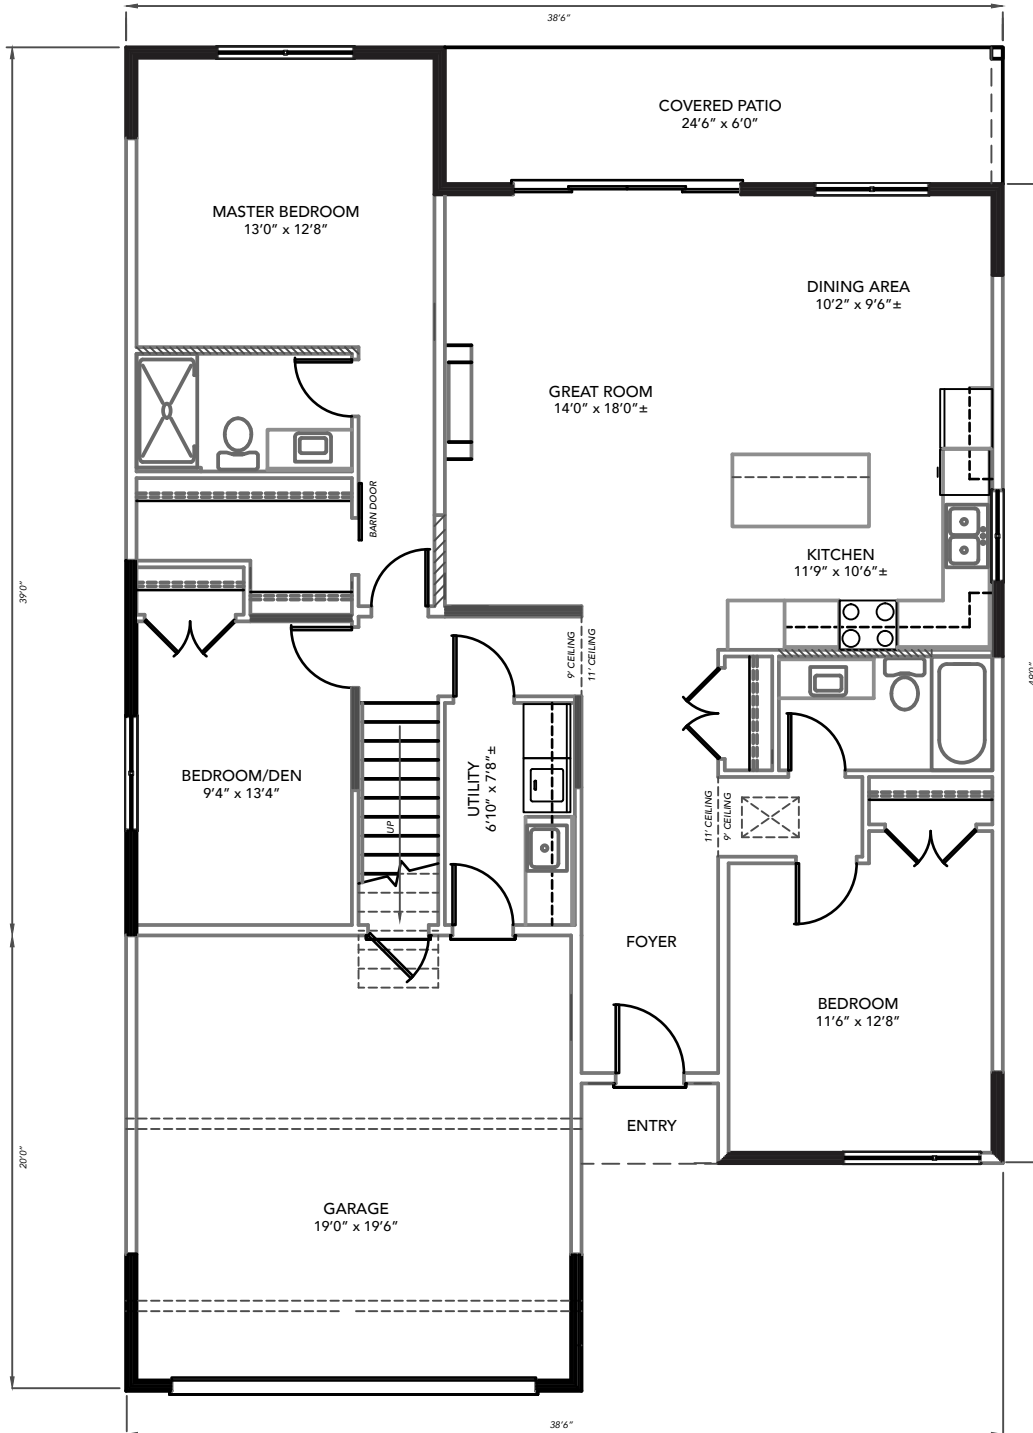 38'6"
COVERED PATIO
24'6" x 6'0"
MASTER BEDROOM
13'0" x 12'8"
DINING AREA
10'2" x 9'6"±
GREAT ROOM
14'0" x 18'0"±
BARN DOOR
KITCHEN
11'9" x 10'6"±
39'0"
9' CEILING
11' CEILING
48'0"
BEDROOM/DEN
9'4" x 13'4"
UTILITY
6'10" x 7'8"±
UP
11' CEILING
9' CEILING
FOYER
BEDROOM
11'6" x 12'8"
ENTRY
20'0"
GARAGE
19'0" x 19'6"
38'6"